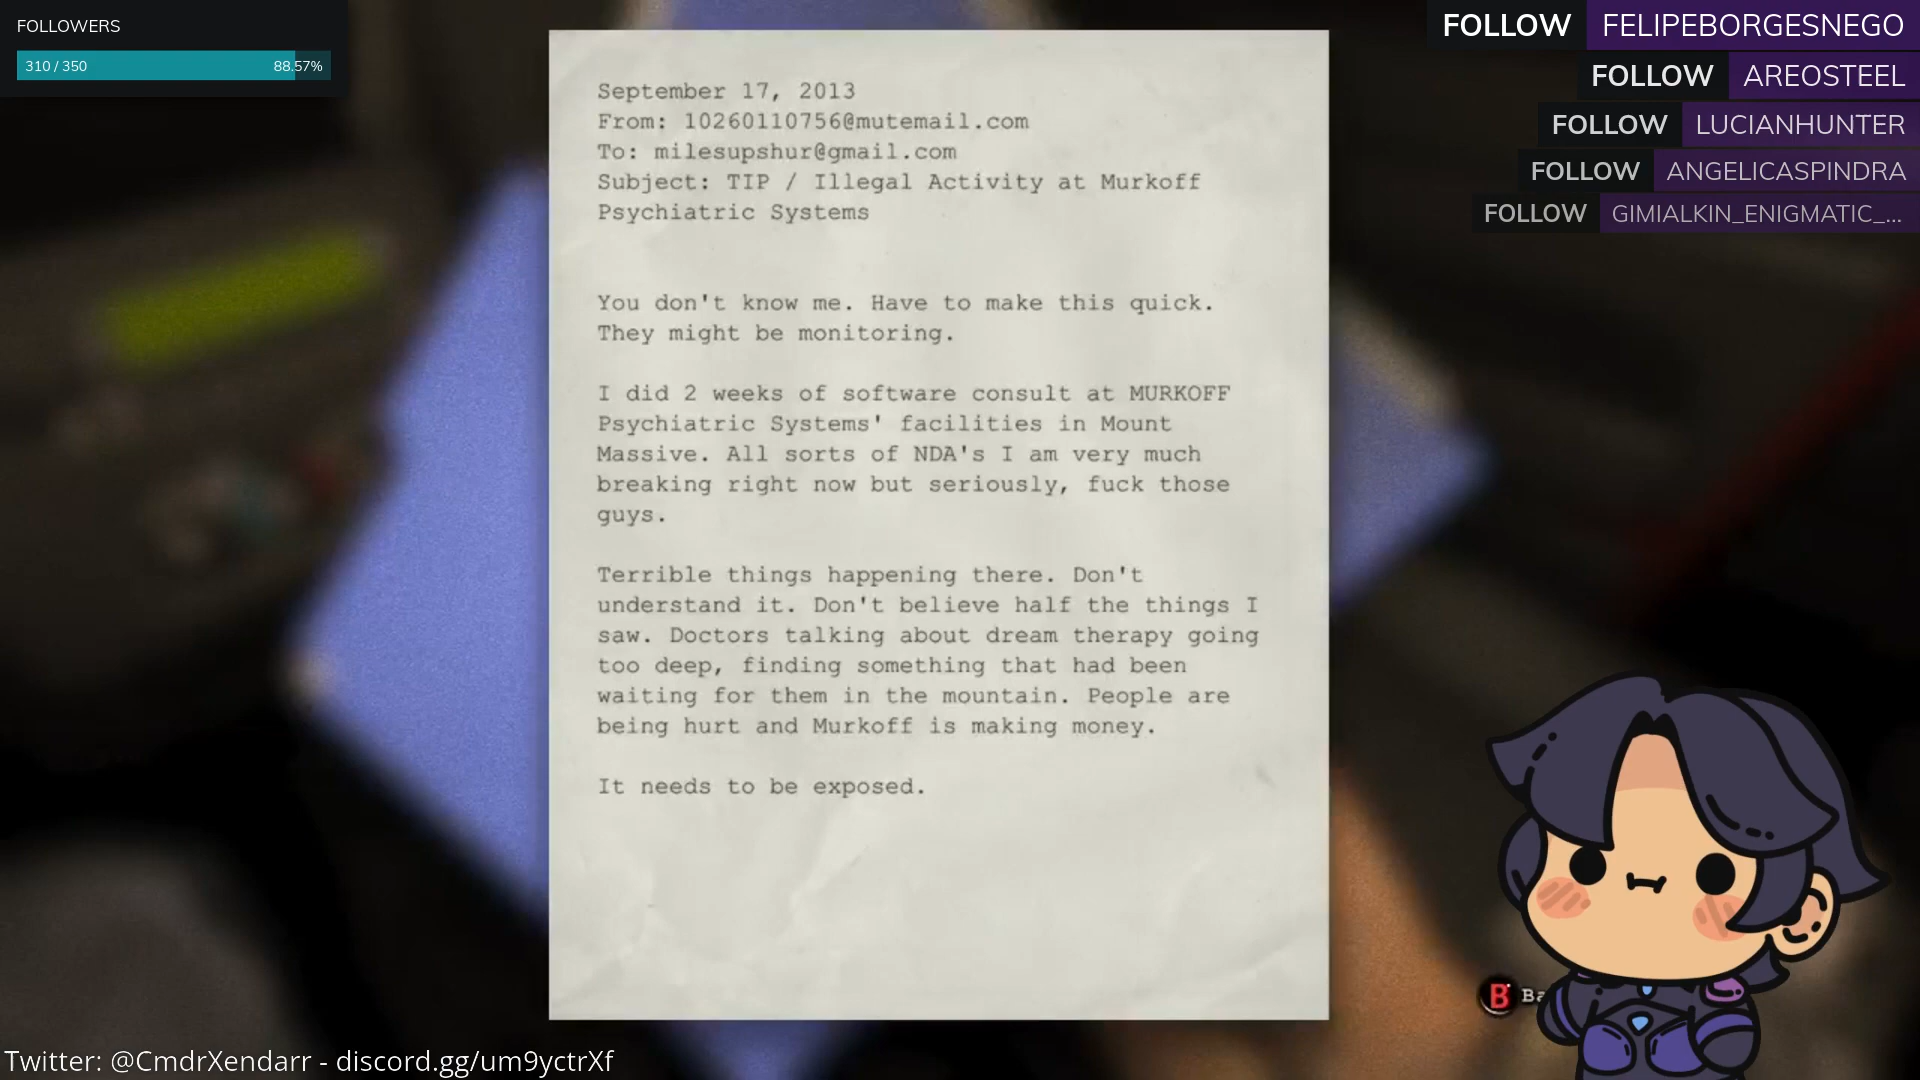 FOLLOWERS
310 / 350 88.57%
September 17, 2013
From: 10260110756@mutemail.com
To: milesupshur@gmail.com
Subject: TIP / Illegal Activity at Murkoff
Psychiatric Systems
You don't know me. Have to make this quick.
They might be monitoring.
I did 2 weeks of software consult at MURKOFF
Psychiatric Systems' facilities in Mount
Massive. All sorts of NDA's I am very much
breaking right now but seriously, fuck those
guys.
Terrible things happening there. Don't
understand it. Don't believe half the things I
saw. Doctors talking about dream therapy going
too deep, finding something that had been
waiting for them in the mountain. People are
being hurt and Murkoff is making money.
It needs to be exposed.
FOLLOW FELIPEBORGESNEGO
FOLLOW AREOSTEEL
FOLLOW LUCIANHUNTER
FOLLOW ANGELICASPINDRA
FOLLOW GIMIALKIN_ENIGMATIC_...
B
Twitter: @CmdrXendarr - discord.gg/um9yctrXf